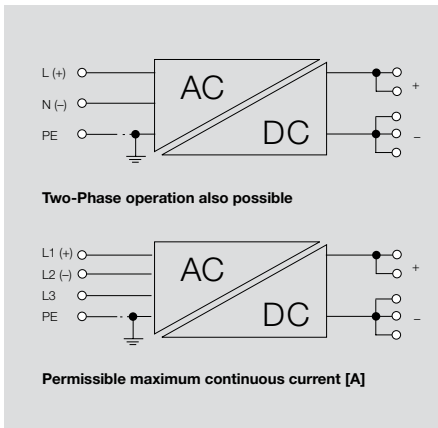 L (+)
AC
+
N (–)
PE
DC
–
Two-Phase operation also possible
L1 (+)
AC
+
L2 (–)
L3
PE
DC
–
Permissible maximum continuous current [A]